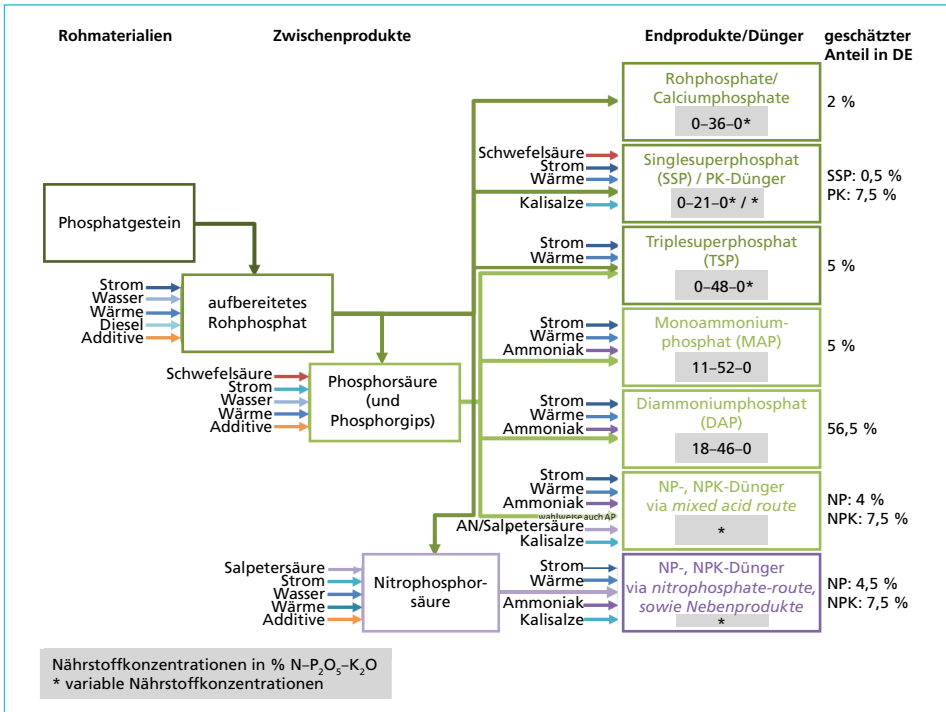 Rohmaterialien
Zwischenprodukte
Endprodukte/Dünger
geschätzter
Anteil in DE
Phosphatgestein
Strom
Wasser
Wärme
Diesel
Additive
aufbereitetes
Rohphosphat
Schwefelsäure
Strom
Wasser
Wärme
Additive
Phosphorsäure
(und
Phosphorgips)
Salpetersäure
Strom
Wasser
Wärme
Additive
Nitrophosphor-
säure
Rohphosphate/
Calciumphosphate
0–36–0*
2 %
Schwefelsäure
Strom
Wärme
Kalisalze
Singlesuperphosphat
(SSP) / PK-Dünger
0–21–0* / *
SSP: 0,5 %
PK: 7,5 %
Strom
Wärme
Triplesuperphosphat
(TSP)
0–48–0*
5 %
Strom
Wärme
Ammoniak
Monoammonium-
phosphat (MAP)
11–52–0
5 %
Strom
Wärme
Ammoniak
Diammoniumphosphat
(DAP)
18–46–0
56,5 %
Strom
Wärme
Ammoniak
wahlweise auch AP
AN/Salpetersäure
Kalisalze
NP-, NPK-Dünger
via mixed acid route
*
NP: 4 %
NPK: 7,5 %
Strom
Wärme
Ammoniak
Kalisalze
NP-, NPK-Dünger
via nitrophosphate-route,
sowie Nebenprodukte
*
NP: 4,5 %
NPK: 7,5 %
Nährstoffkonzentrationen in % N–P₂O₅–K₂O
* variable Nährstoffkonzentrationen